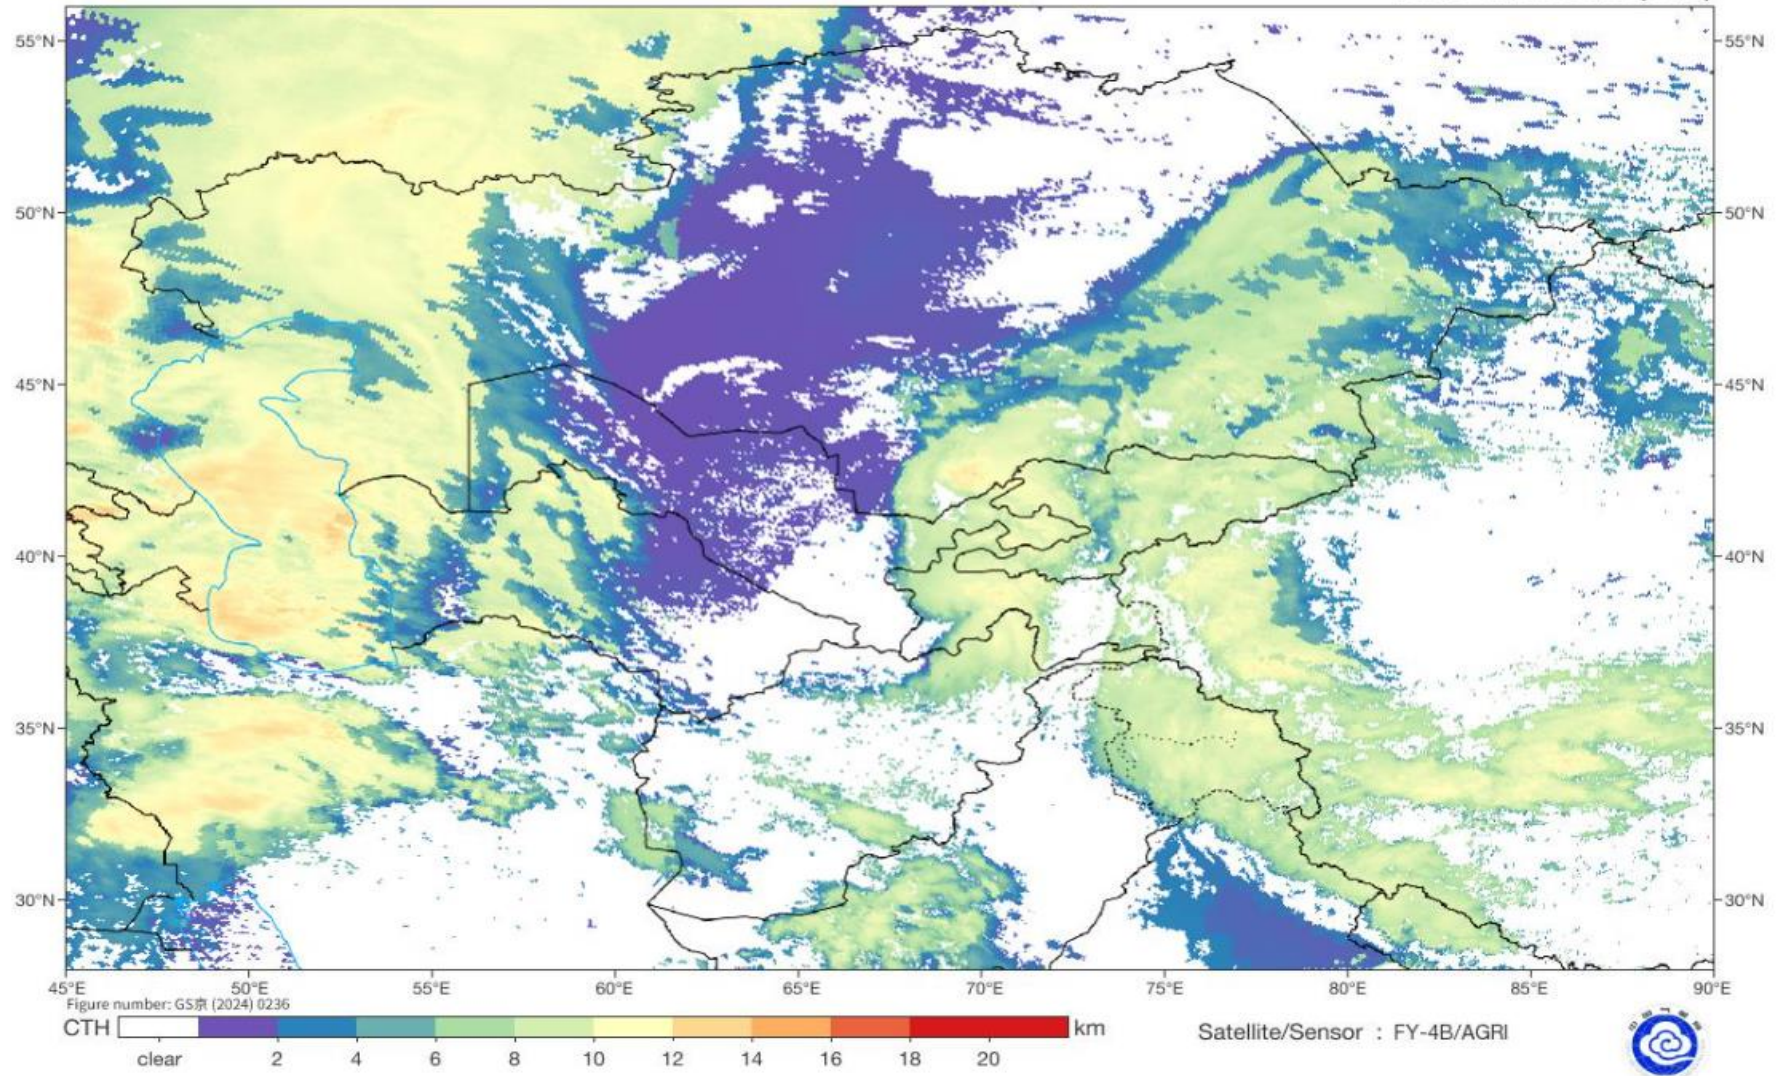 55°N 55°N
50°N 50°N
45°N 45°N
40°N 40°N
35°N 35°N
30°N 30°N
45°E 50°E 55°E 60°E 65°E 70°E 75°E 80°E 85°E 90°E
Figure number: GS京 (2024) 0236
CTH km
clear 2 4 6 8 10 12 14 16 18 20
Satellite/Sensor : FY-4B/AGRI